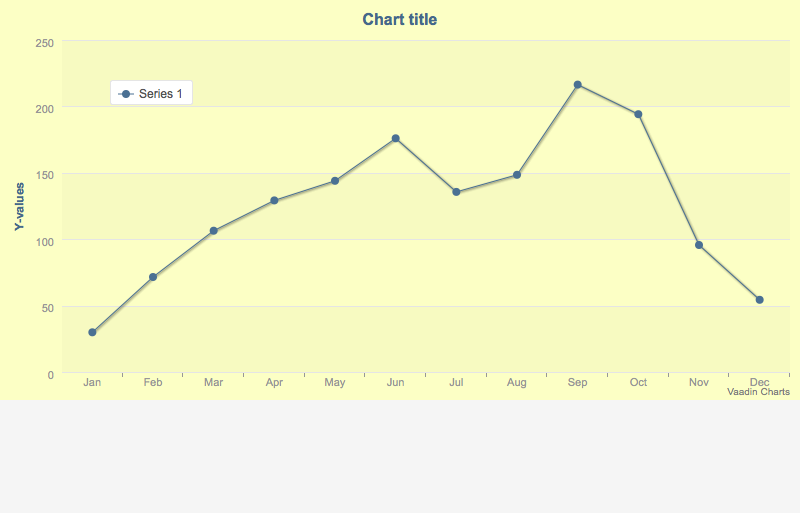 Chart title
250
Series 1
200
150
Y-values
100
50
0
Jan Feb Mar Apr May Jun Jul Aug Sep Oct Nov Dec
Vaadin Charts